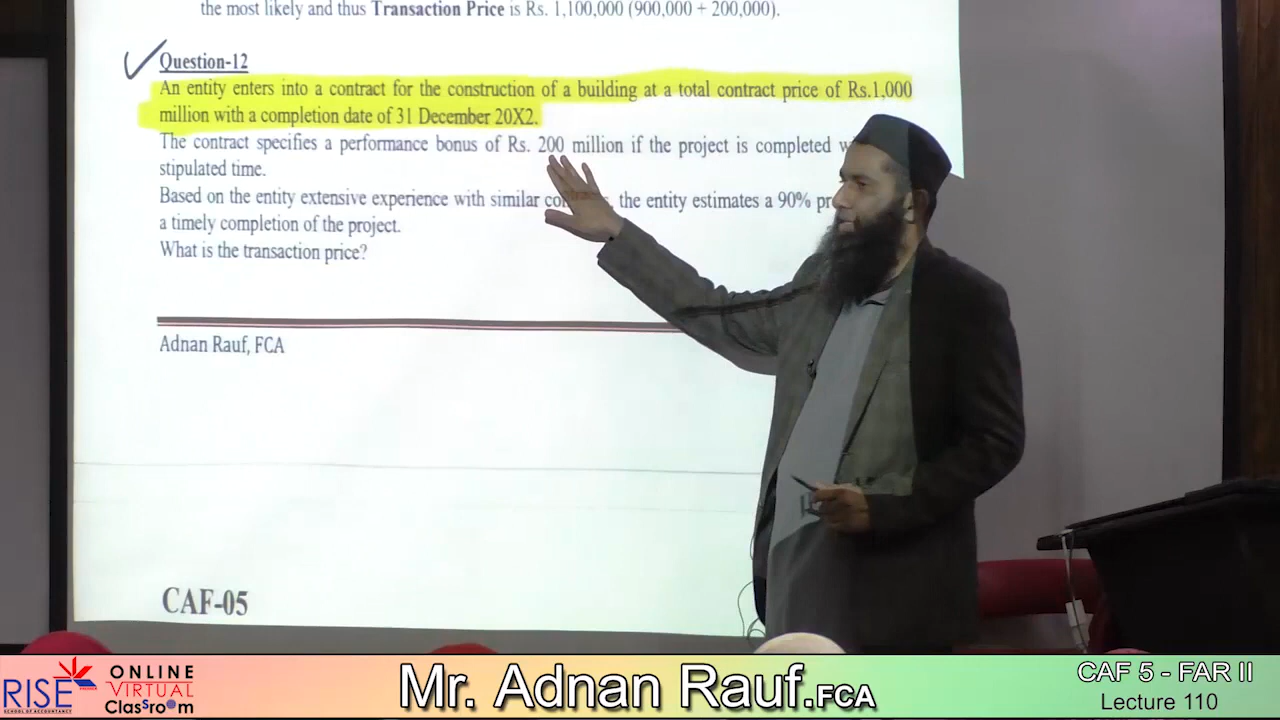 the most likely and thus Transaction Price is Rs. 1,100,000 (900,000 + 200,000).
Question-12
An entity enters into a contract for the construction of a building at a total contract price of Rs.1,000
million with a completion date of 31 December 20X2.
The contract specifies a performance bonus of Rs. 200 million if the project is completed
stipulated time.
Based on the entity extensive experience with similar the entity estimates a 90%
a timely completion of the project.
What is the transaction price?
Adnan Rauf, FCA
CAF-05
RISE
SCHOOL OF ACCOUNTANCY
ONLINE
VIRTUAL
Classroom
Mr. Adnan Rauf.FCA
CAF 5 - FAR II
Lecture 110